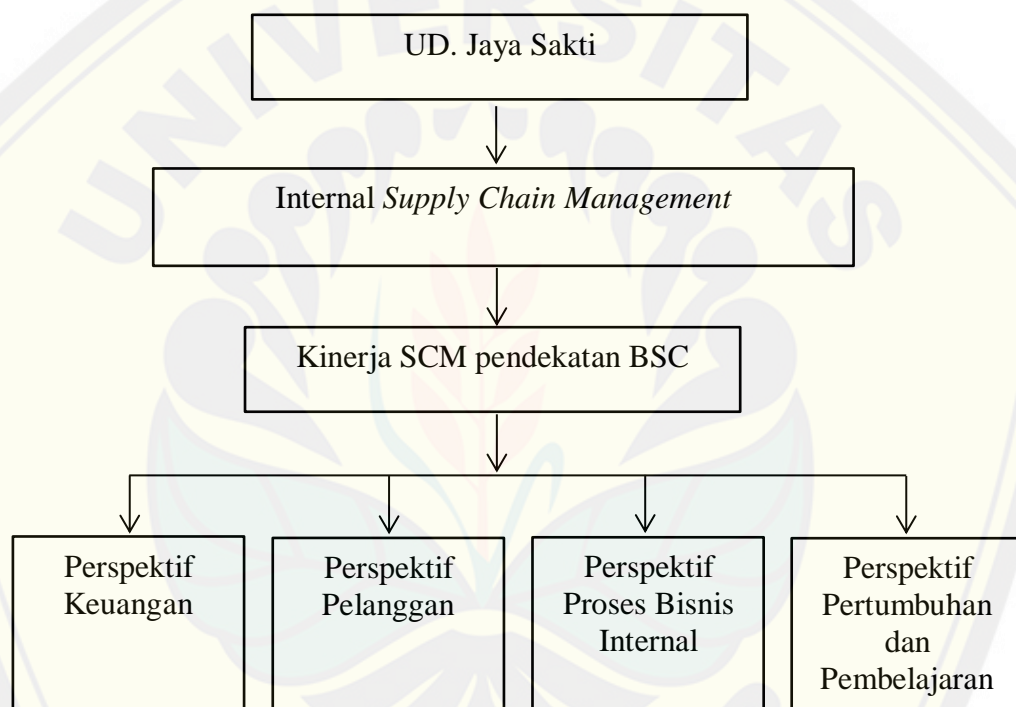 UNIVERSITAS
UD. Jaya Sakti
Internal Supply Chain Management
Kinerja SCM pendekatan BSC
Perspektif
Keuangan
Perspektif
Pelanggan
Perspektif
Proses Bisnis
Internal
Perspektif
Pertumbuhan
dan
Pembelajaran